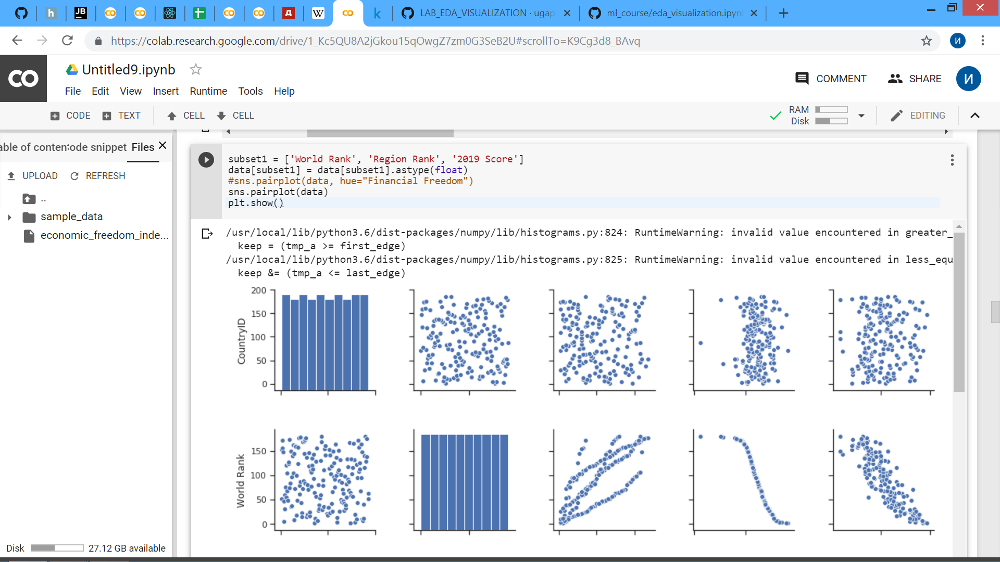 h
JB
Д
W
k
LAB_EDA_VISUALIZATION · ugap
ml_course/eda_visualization.ipyn
https://colab.research.google.com/drive/1_Kc5QU8A2jGkou15qOwgZ7zm0G3SeB2U#scrollTo=K9Cg3d8_BAvq
И
CO
Untitled9.ipynb
File Edit View Insert Runtime Tools Help
COMMENT
SHARE
И
CODE TEXT CELL CELL
RAM
Disk
EDITING
able of conten ode snippet Files
UPLOAD REFRESH
..
sample_data
economic_freedom_inde...
Disk 27.12 GB available
subset1 = ['World Rank', 'Region Rank', '2019 Score']
data[subset1] = data[subset1].astype(float)
#sns.pairplot(data, hue="Financial Freedom")
sns.pairplot(data)
plt.show()
/usr/local/lib/python3.6/dist-packages/numpy/lib/histograms.py:824: RuntimeWarning: invalid value encountered in greater_
keep = (tmp_a >= first_edge)
/usr/local/lib/python3.6/dist-packages/numpy/lib/histograms.py:825: RuntimeWarning: invalid value encountered in less_equ
keep &= (tmp_a <= last_edge)
CountryID
200
150
100
50
0
World Rank
150
100
50
0